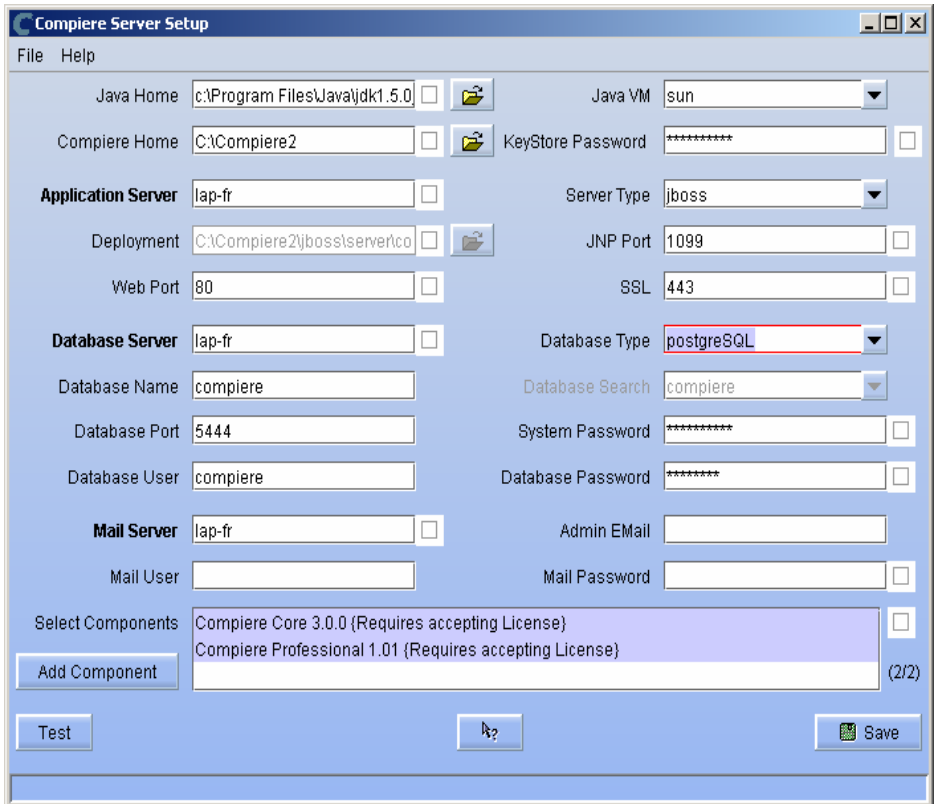 Compiere Server Setup
File Help
Java Home c:\Program Files\Java\jdk1.5.0 Java VM sun
Compiere Home C:\Compiere2 KeyStore Password **********
Application Server lap-fr Server Type jboss
Deployment C:\Compiere2\jboss\server\co JNP Port 1099
Web Port 80 SSL 443
Database Server lap-fr Database Type postgreSQL
Database Name compiere Database Search compiere
Database Port 5444 System Password **********
Database User compiere Database Password ********
Mail Server lap-fr Admin EMail
Mail User Mail Password
Select Components Compiere Core 3.0.0 {Requires accepting License}
Compiere Professional 1.01 {Requires accepting License}
Add Component (2/2)
Test ? Save